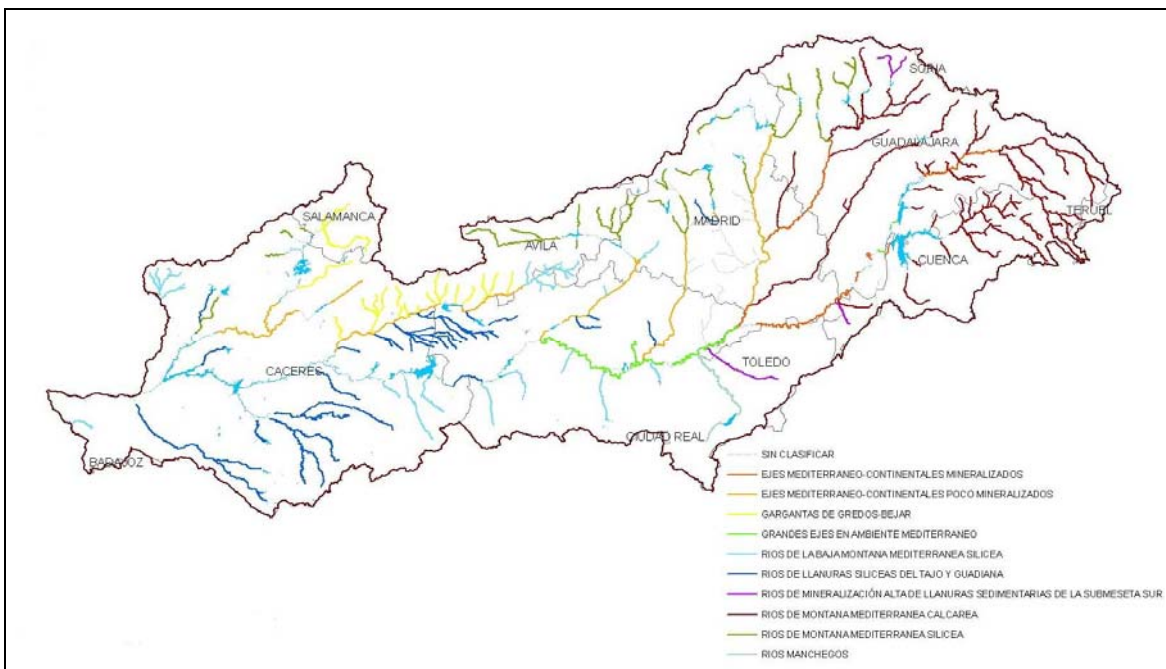 SORIA
GUADALAJARA
TERUEL
SALAMANCA
MADRID
AVILA
CUENCA
TOLEDO
CACERES
CIUDAD REAL
BADAJOZ
SIN CLASIFICAR
EJES MEDITERRANEO-CONTINENTALES MINERALIZADOS
EJES MEDITERRANEO-CONTINENTALES POCO MINERALIZADOS
GARGANTAS DE GREDOS-BEJAR
GRANDES EJES EN AMBIENTE MEDITERRANEO
RIOS DE LA BAJA MONTANA MEDITERRANEA SILICEA
RIOS DE LLANURAS SILICEAS DEL TAJO Y GUADIANA
RIOS DE MINERALIZACIÓN ALTA DE LLANURAS SEDIMENTARIAS DE LA SUBMESETA SUR
RIOS DE MONTANA MEDITERRANEA CALCAREA
RIOS DE MONTANA MEDITERRANEA SILICEA
RIOS MANCHEGOS